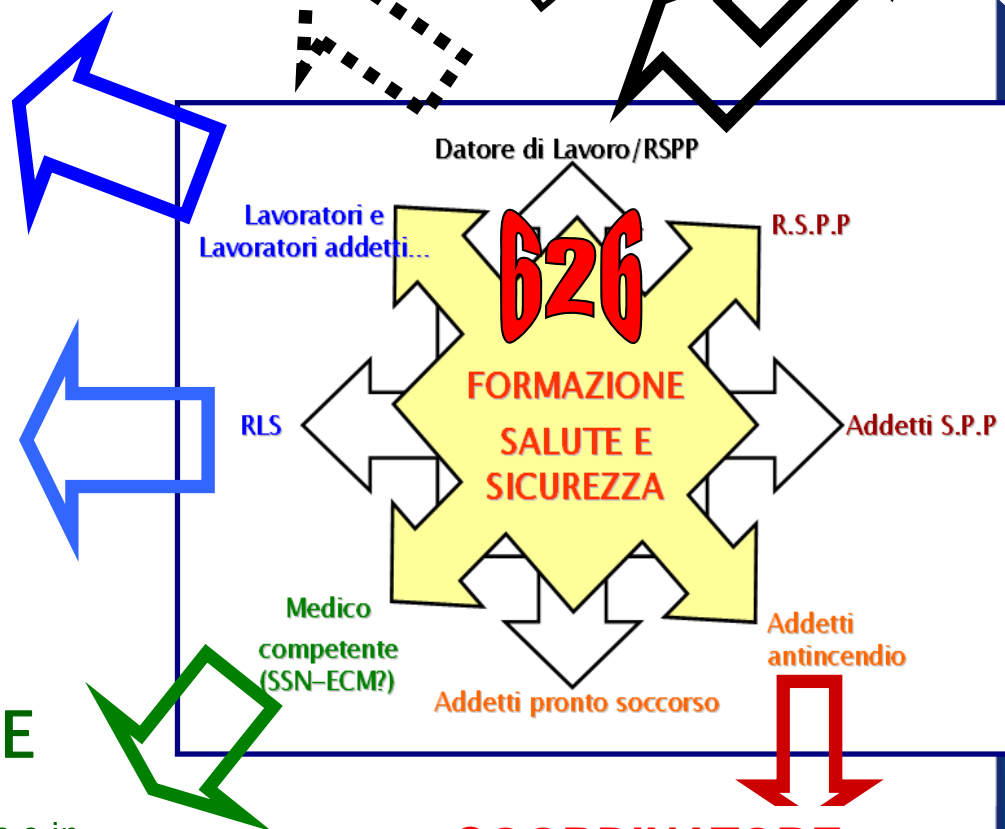 Datore di Lavoro/RSPP
Lavoratori e
Lavoratori addetti...
R.S.P.P
626
FORMAZIONE
SALUTE E
SICUREZZA
RLS
Addetti S.P.P
Medico
competente
(SSN–ECM?)
Addetti
antincendio
Addetti pronto soccorso
E